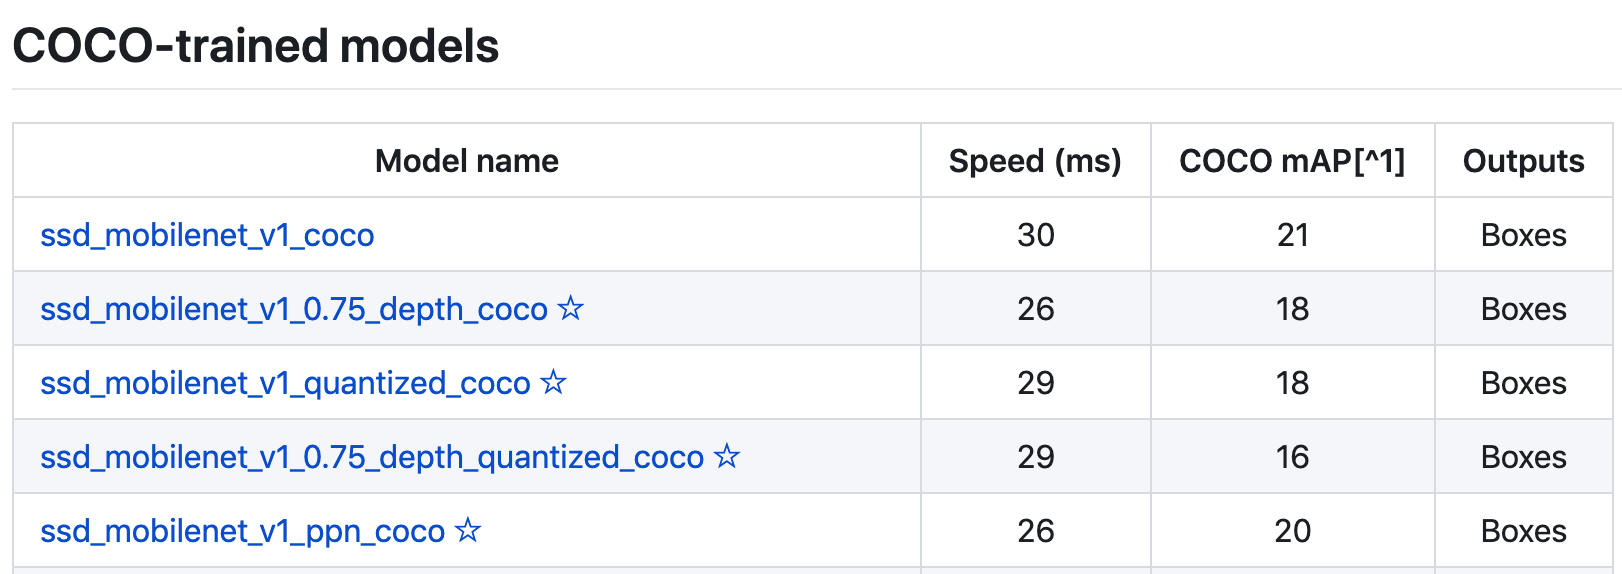 COCO-trained models
Model name Speed (ms) COCO mAP[^1] Outputs
ssd_mobilenet_v1_coco 30 21 Boxes
ssd_mobilenet_v1_0.75_depth_coco ☆ 26 18 Boxes
ssd_mobilenet_v1_quantized_coco ☆ 29 18 Boxes
ssd_mobilenet_v1_0.75_depth_quantized_coco ☆ 29 16 Boxes
ssd_mobilenet_v1_ppn_coco ☆ 26 20 Boxes